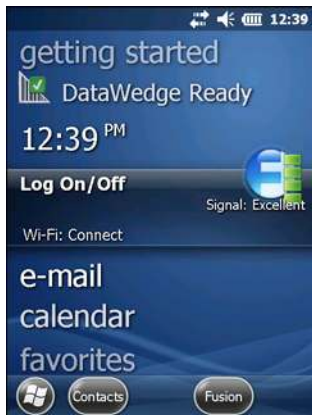 12:39
getting started
DataWedge Ready
12:39 PM
Log On/Off
Signal: Excellent
Wi-Fi: Connect
e-mail
calendar
favorites
Contacts Fusion